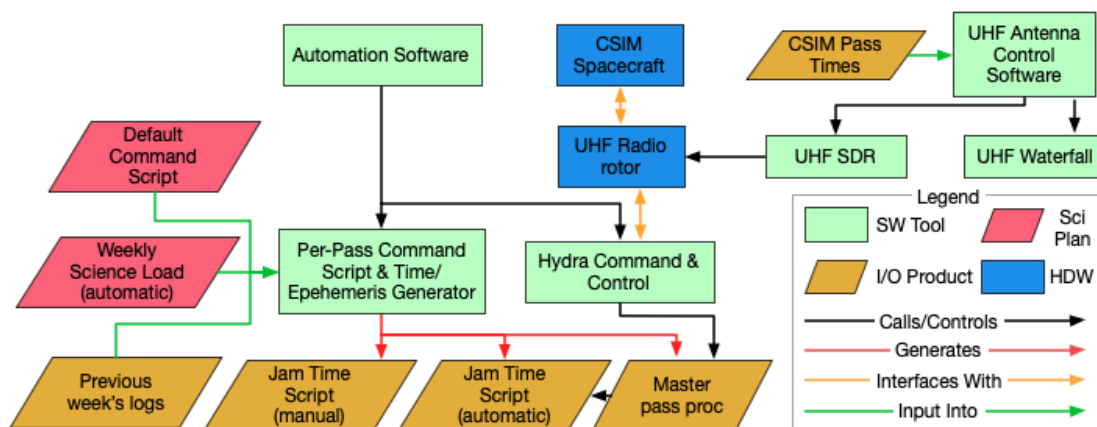 Automation Software
CSIM
Spacecraft
CSIM Pass
Times
UHF Antenna
Control
Software
Default
Command
Script
UHF Radio
rotor
UHF SDR
UHF Waterfall
Weekly
Science Load
(automatic)
Per-Pass Command
Script & Time/
Epehemeris Generator
Hydra Command &
Control
Previous
week's logs
Jam Time
Script
(manual)
Jam Time
Script
(automatic)
Master
pass proc
Legend
SW Tool
Sci
Plan
I/O Product
HDW
Calls/Controls
Generates
Interfaces With
Input Into